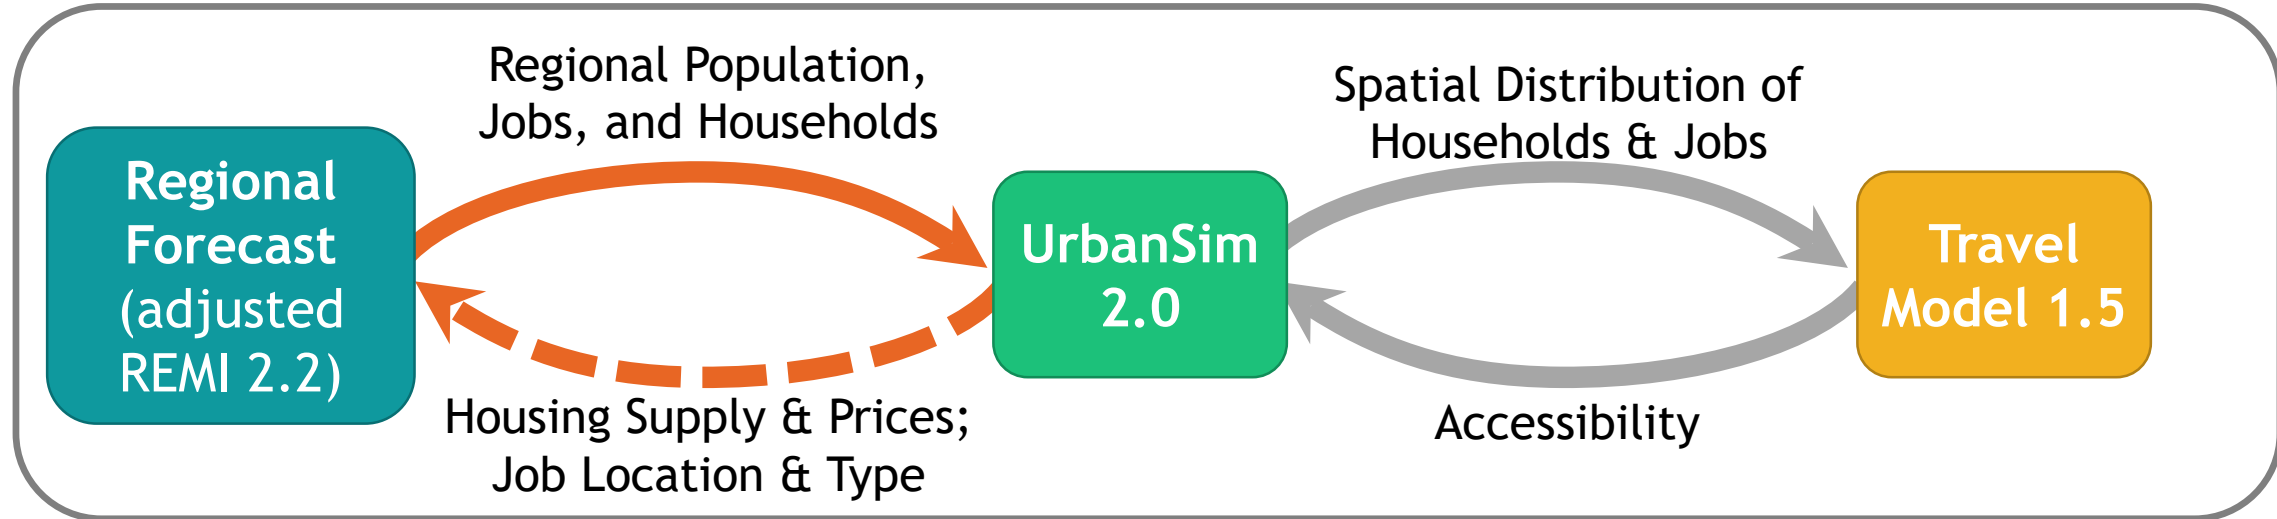 Regional Population,
Jobs, and Households
Spatial Distribution of
Households & Jobs
Regional
Forecast
(adjusted
REMI 2.2)
UrbanSim
2.0
Travel
Model 1.5
Housing Supply & Prices;
Job Location & Type
Accessibility